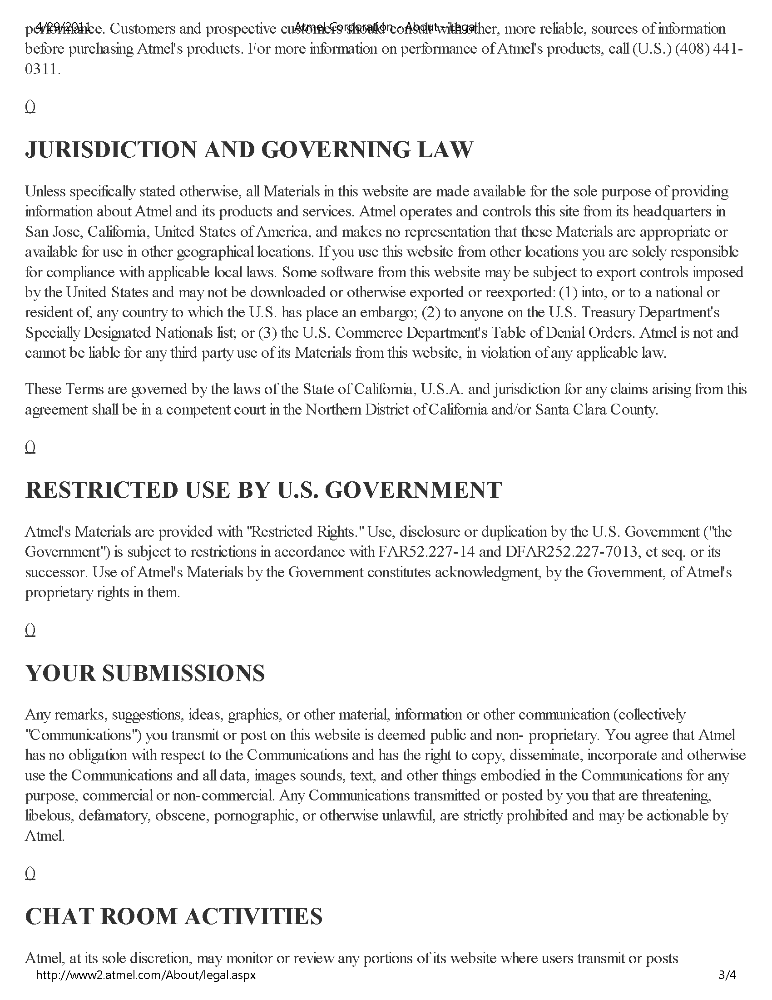 4/29/2011 Atmel Corporation - About - Legal
performance. Customers and prospective customers should consult with other, more reliable, sources of information
before purchasing Atmel's products. For more information on performance of Atmel's products, call (U.S.) (408) 441-
0311.
()
JURISDICTION AND GOVERNING LAW
Unless specifically stated otherwise, all Materials in this website are made available for the sole purpose of providing
information about Atmel and its products and services. Atmel operates and controls this site from its headquarters in
San Jose, California, United States of America, and makes no representation that these Materials are appropriate or
available for use in other geographical locations. If you use this website from other locations you are solely responsible
for compliance with applicable local laws. Some software from this website may be subject to export controls imposed
by the United States and may not be downloaded or otherwise exported or reexported: (1) into, or to a national or
resident of, any country to which the U.S. has place an embargo; (2) to anyone on the U.S. Treasury Department's
Specially Designated Nationals list; or (3) the U.S. Commerce Department's Table of Denial Orders. Atmel is not and
cannot be liable for any third party use of its Materials from this website, in violation of any applicable law.
These Terms are governed by the laws of the State of California, U.S.A. and jurisdiction for any claims arising from this
agreement shall be in a competent court in the Northern District of California and/or Santa Clara County.
()
RESTRICTED USE BY U.S. GOVERNMENT
Atmel's Materials are provided with "Restricted Rights." Use, disclosure or duplication by the U.S. Government ("the
Government") is subject to restrictions in accordance with FAR52.227-14 and DFAR252.227-7013, et seq. or its
successor. Use of Atmel's Materials by the Government constitutes acknowledgment, by the Government, of Atmel's
proprietary rights in them.
()
YOUR SUBMISSIONS
Any remarks, suggestions, ideas, graphics, or other material, information or other communication (collectively
"Communications") you transmit or post on this website is deemed public and non- proprietary. You agree that Atmel
has no obligation with respect to the Communications and has the right to copy, disseminate, incorporate and otherwise
use the Communications and all data, images sounds, text, and other things embodied in the Communications for any
purpose, commercial or non-commercial. Any Communications transmitted or posted by you that are threatening,
libelous, defamatory, obscene, pornographic, or otherwise unlawful, are strictly prohibited and may be actionable by
Atmel.
()
CHAT ROOM ACTIVITIES
Atmel, at its sole discretion, may monitor or review any portions of its website where users transmit or posts
http://www2.atmel.com/About/legal.aspx 3/4